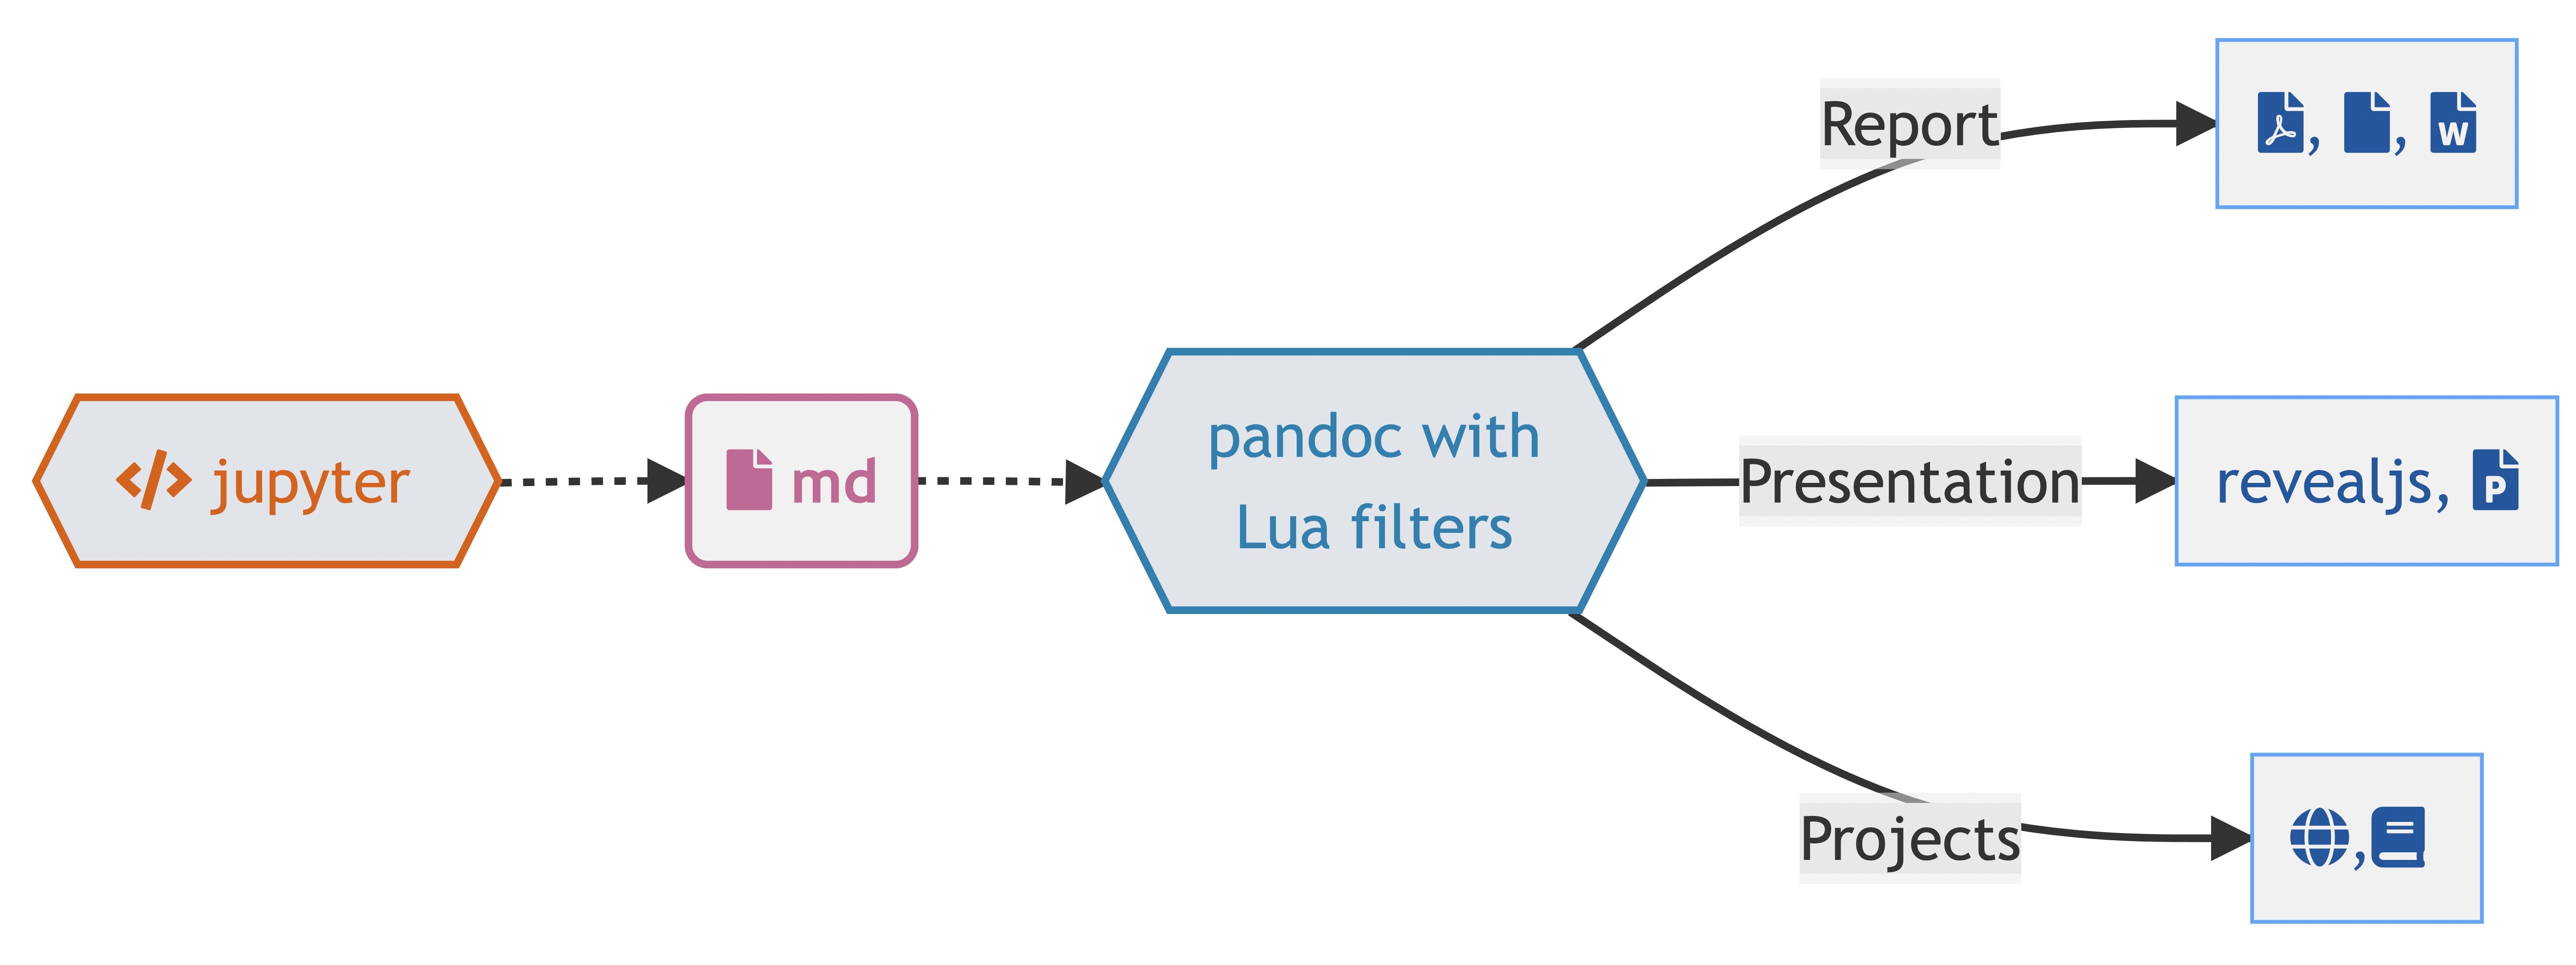 </> jupyter
md
pandoc with
Lua filters
Report
, , W
Presentation
revealjs, P
Projects
,